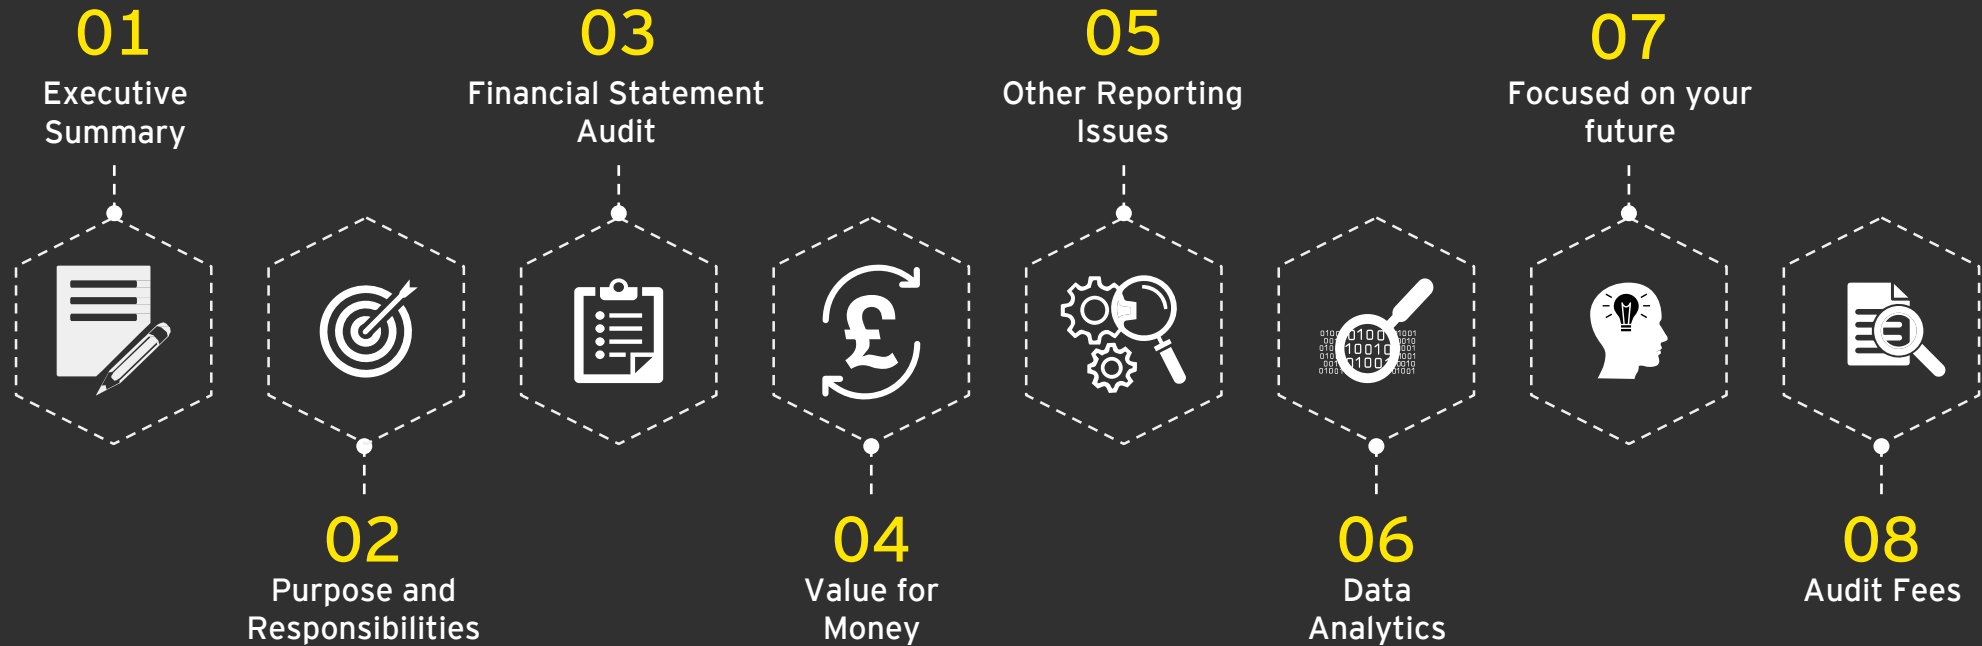 01
Executive
Summary
02
Purpose and
Responsibilities
03
Financial Statement
Audit
04
Value for
Money
05
Other Reporting
Issues
06
Data
Analytics
07
Focused on your
future
08
Audit Fees